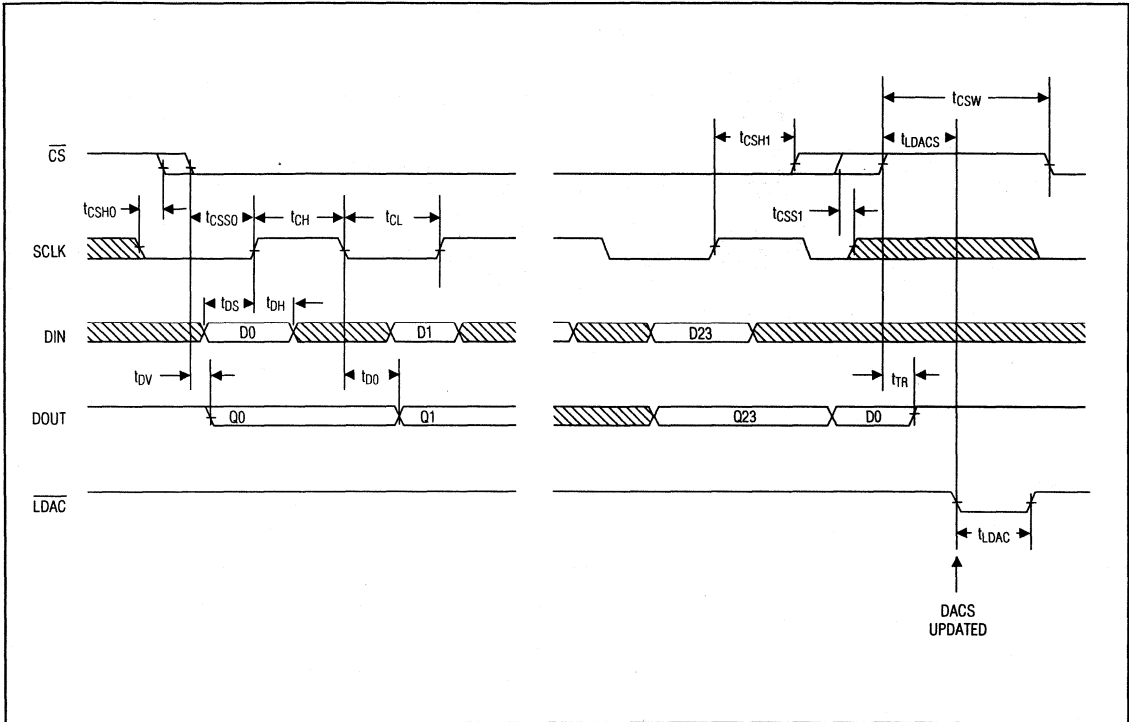 tCSW
tCSH1
tLDACS
CS
tCSH0
tCSS0
tCH
tCL
tCSS1
SCLK
tDS
tDH
DIN
D0
D1
D23
tDV
tD0
tTR
DOUT
Q0
Q1
Q23
D0
LDAC
tLDAC
DACS
UPDATED